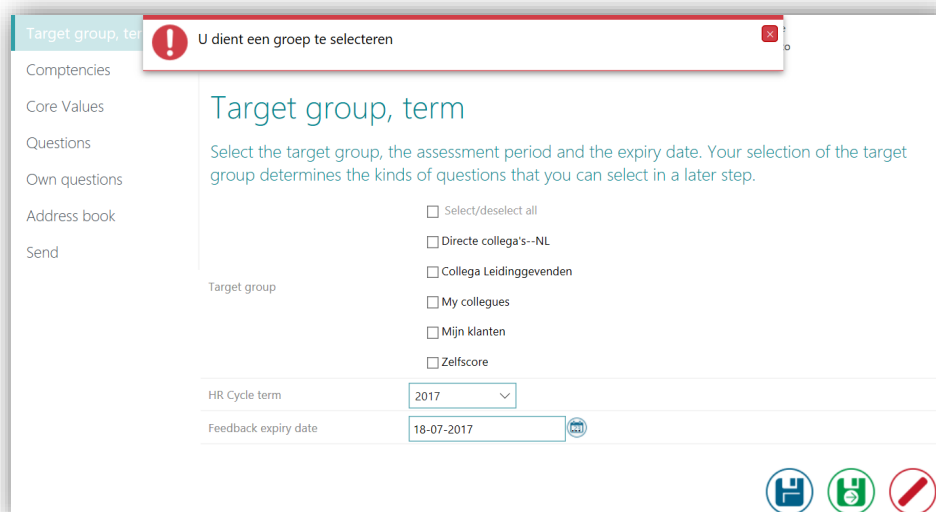 Target group, ter
U dient een groep te selecteren
Comptencies
Core Values
Questions
Own questions
Address book
Send
Target group, term
Select the target group, the assessment period and the expiry date. Your selection of the target
group determines the kinds of questions that you can select in a later step.
Target group
Select/deselect all
Directe collega's--NL
Collega Leidinggevenden
My collegues
Mijn klanten
Zelfscore
HR Cycle term
2017
Feedback expiry date
18-07-2017